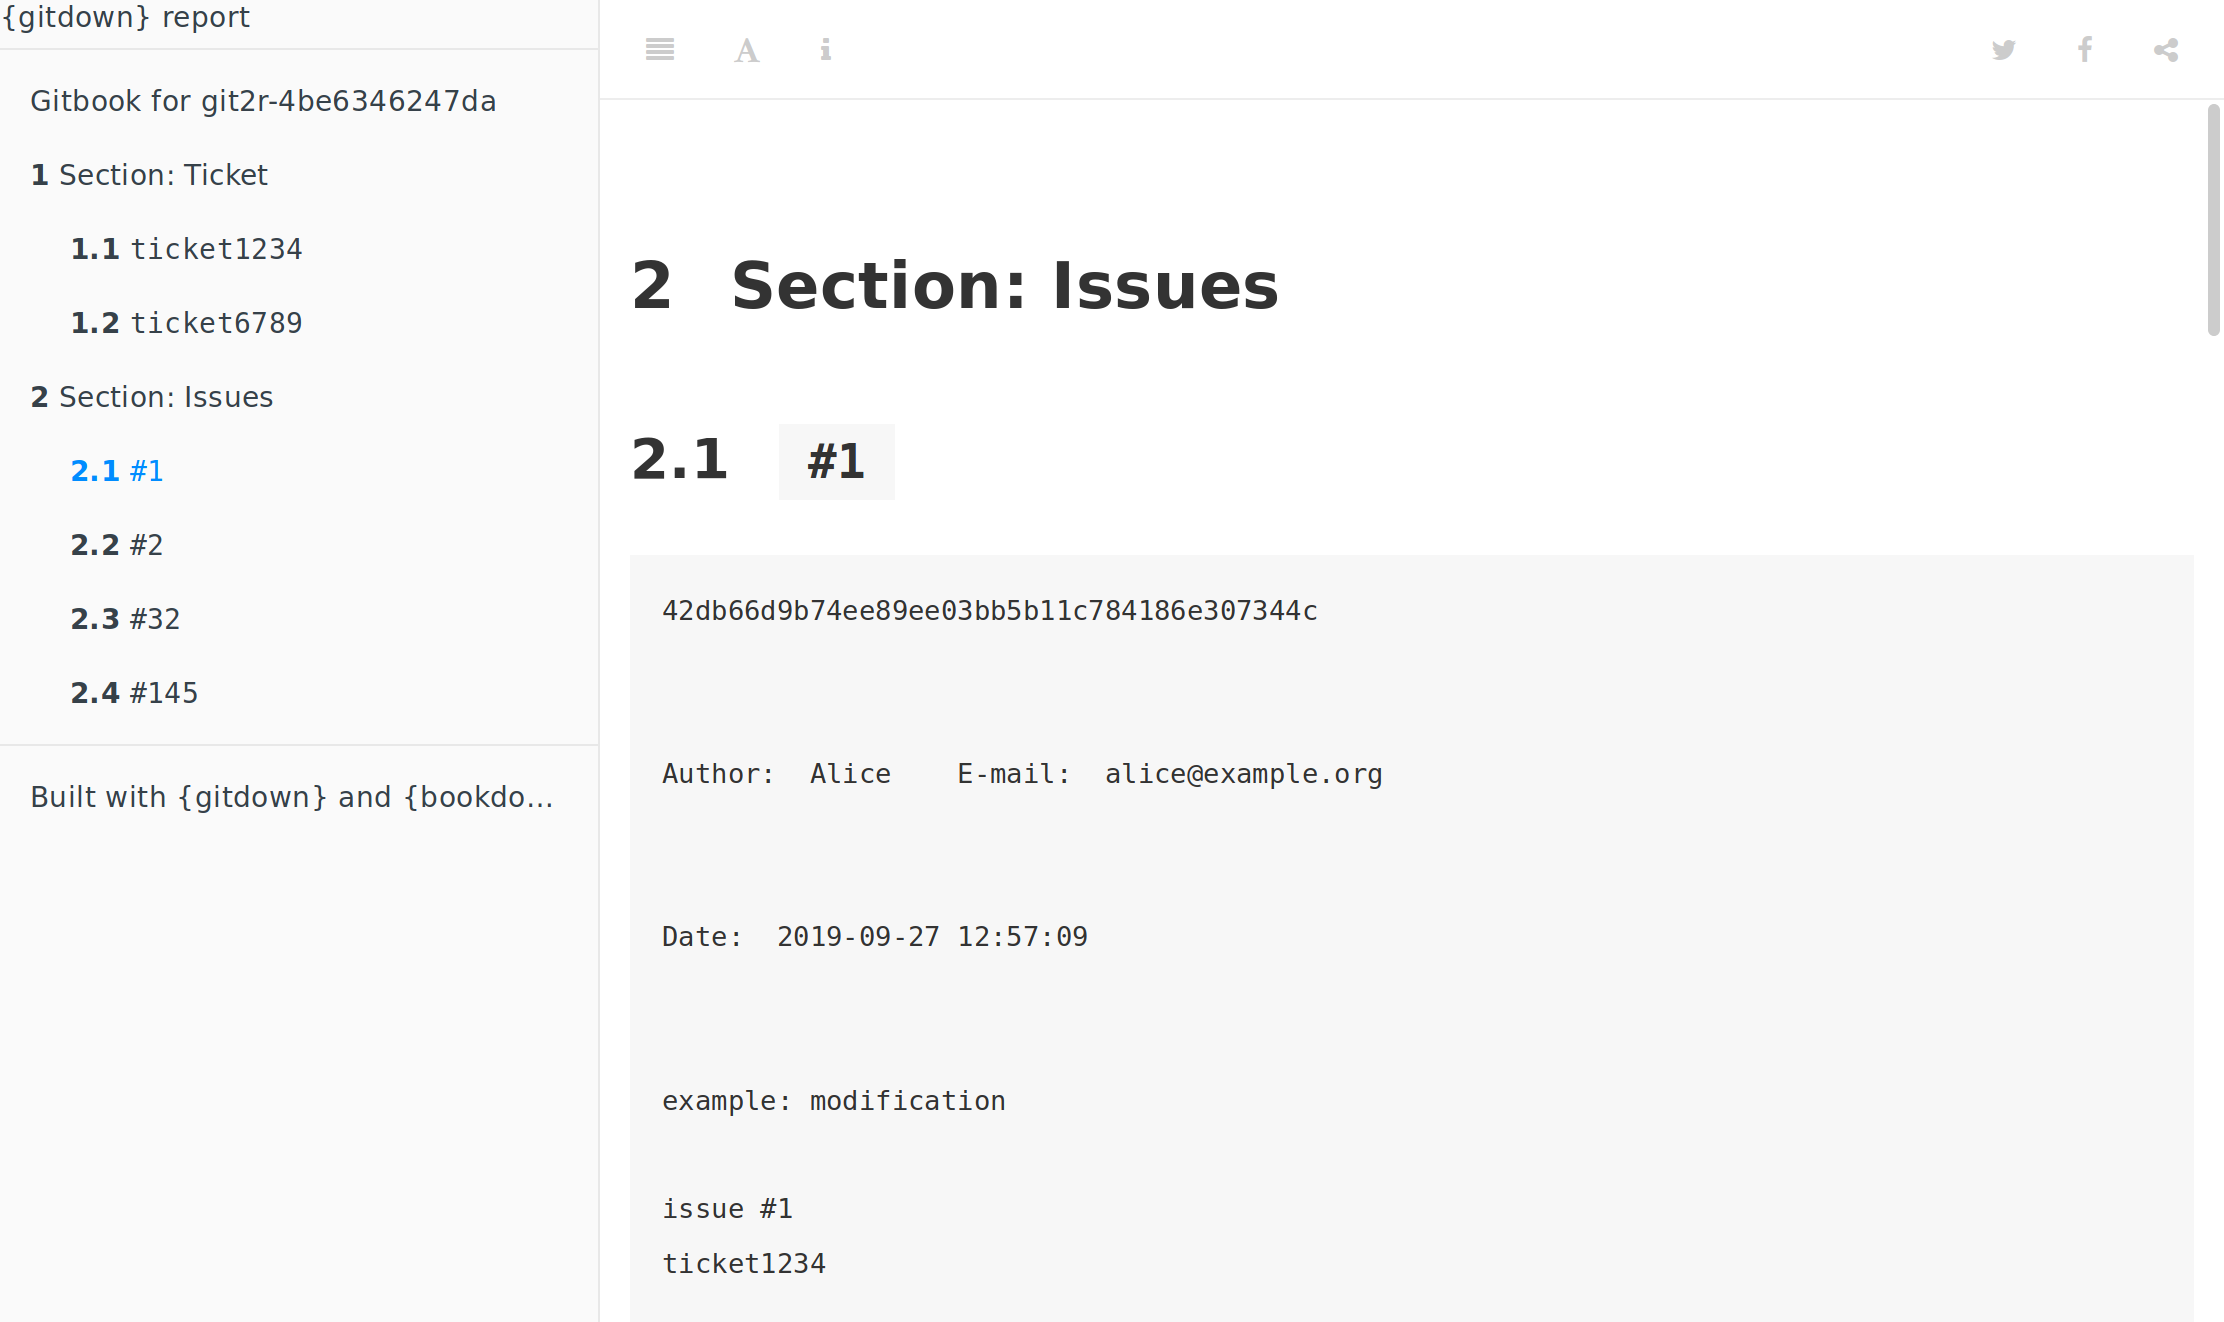 {gitdown} report
Gitbook for git2r-4be6346247da
1 Section: Ticket
1.1 ticket1234
1.2 ticket6789
2 Section: Issues
2.1 #1
2.2 #2
2.3 #32
2.4 #145
Built with {gitdown} and {bookdo...
A i
2 Section: Issues
2.1 #1
42db66d9b74ee89ee03bb5b11c784186e307344c
Author: Alice E-mail: alice@example.org
Date: 2019-09-27 12:57:09
example: modification
issue #1
ticket1234